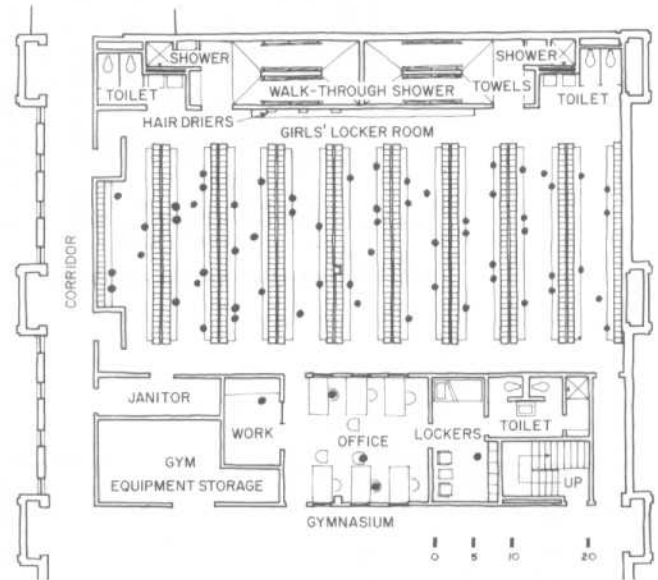 SHOWER
SHOWER
WALK-THROUGH SHOWER
TOWELS
TOILET
TOILET
HAIR DRIERS
GIRLS' LOCKER ROOM
CORRIDOR
JANITOR
WORK
OFFICE
LOCKERS
TOILET
GYM
EQUIPMENT STORAGE
UP
GYMNASIUM
0 5 10 20